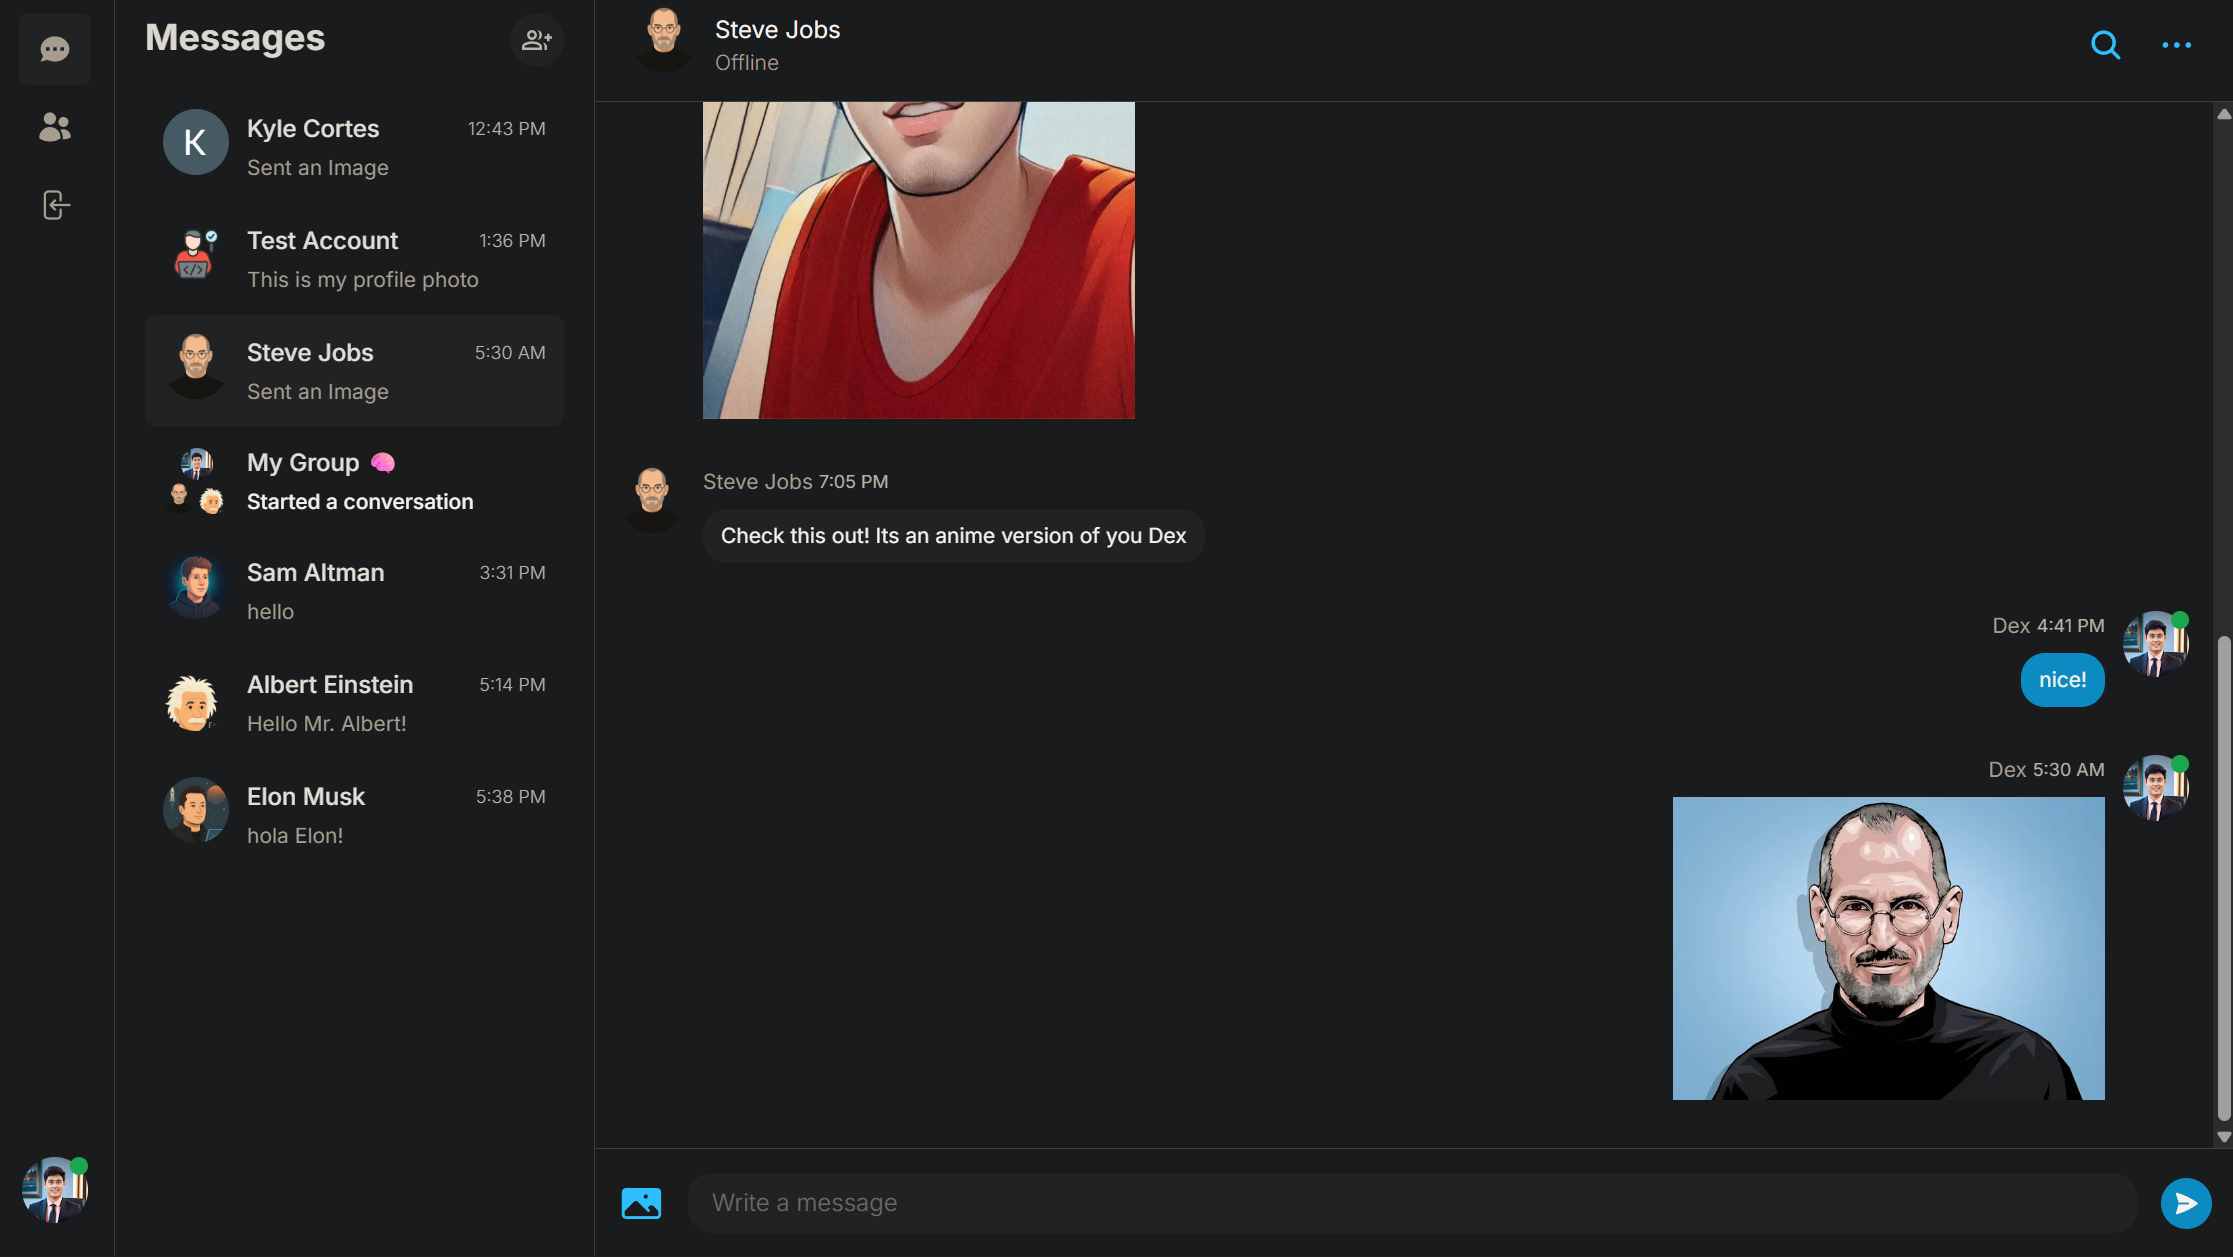 Messages
K
Kyle Cortes 12:43 PM
Sent an Image
Test Account 1:36 PM
This is my profile photo
Steve Jobs 5:30 AM
Sent an Image
My Group 🧠
Started a conversation
Sam Altman 3:31 PM
hello
Albert Einstein 5:14 PM
Hello Mr. Albert!
Elon Musk 5:38 PM
hola Elon!
Steve Jobs
Offline
Steve Jobs 7:05 PM
Check this out! Its an anime version of you Dex
Dex 4:41 PM
nice!
Dex 5:30 AM
Write a message